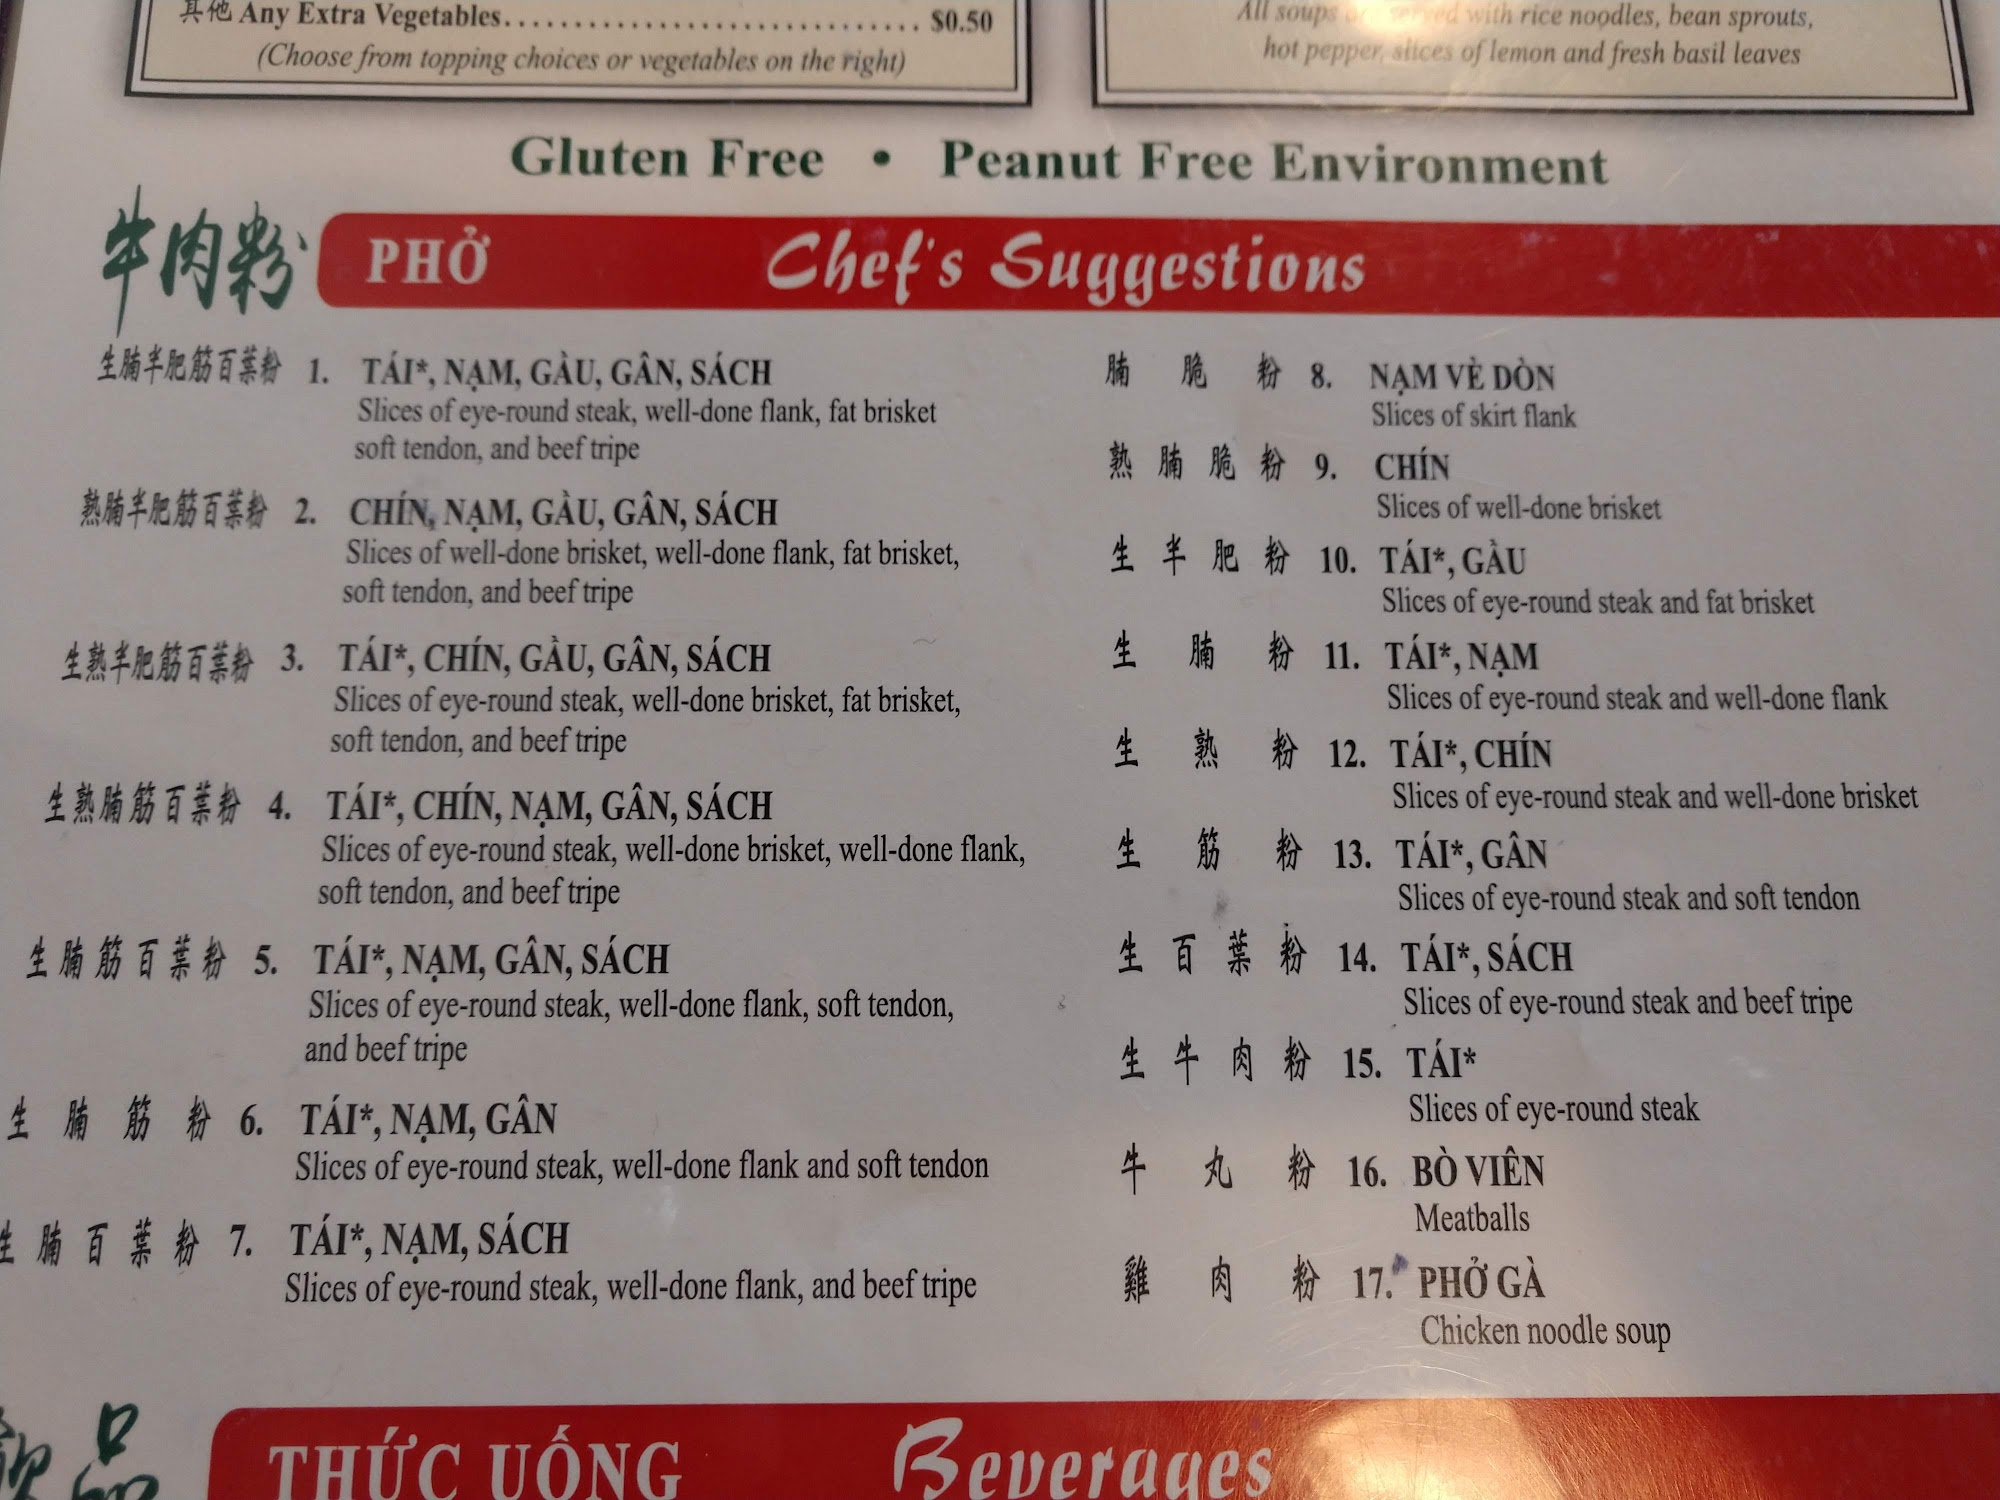 其他 Any Extra Vegetables.............................. $0.50
(Choose from topping choices or vegetables on the right)
All soups are served with rice noodles, bean sprouts,
hot pepper, slices of lemon and fresh basil leaves
Gluten Free • Peanut Free Environment
牛肉粉 PHỞ Chef's Suggestions
生腩半肥筋百葉粉 1. TÁI*, NẠM, GẦU, GÂN, SÁCH
Slices of eye-round steak, well-done flank, fat brisket
soft tendon, and beef tripe
熟腩半肥筋百葉粉 2. CHÍN, NẠM, GẦU, GÂN, SÁCH
Slices of well-done brisket, well-done flank, fat brisket,
soft tendon, and beef tripe
生熟半肥筋百葉粉 3. TÁI*, CHÍN, GẦU, GÂN, SÁCH
Slices of eye-round steak, well-done brisket, fat brisket,
soft tendon, and beef tripe
生熟腩筋百葉粉 4. TÁI*, CHÍN, NẠM, GÂN, SÁCH
Slices of eye-round steak, well-done brisket, well-done flank,
soft tendon, and beef tripe
生腩筋百葉粉 5. TÁI*, NẠM, GÂN, SÁCH
Slices of eye-round steak, well-done flank, soft tendon,
and beef tripe
生腩筋粉 6. TÁI*, NẠM, GÂN
Slices of eye-round steak, well-done flank and soft tendon
生腩百葉粉 7. TÁI*, NẠM, SÁCH
Slices of eye-round steak, well-done flank, and beef tripe
腩脆粉 8. NẠM VÈ DÒN
Slices of skirt flank
熟腩脆粉 9. CHÍN
Slices of well-done brisket
生半肥粉 10. TÁI*, GẦU
Slices of eye-round steak and fat brisket
生腩粉 11. TÁI*, NẠM
Slices of eye-round steak and well-done flank
生熟粉 12. TÁI*, CHÍN
Slices of eye-round steak and well-done brisket
生筋粉 13. TÁI*, GÂN
Slices of eye-round steak and soft tendon
生百葉粉 14. TÁI*, SÁCH
Slices of eye-round steak and beef tripe
生牛肉粉 15. TÁI*
Slices of eye-round steak
牛丸粉 16. BÒ VIÊN
Meatballs
雞肉粉 17. PHỞ GÀ
Chicken noodle soup
飲品 THỨC UỐNG Beverages